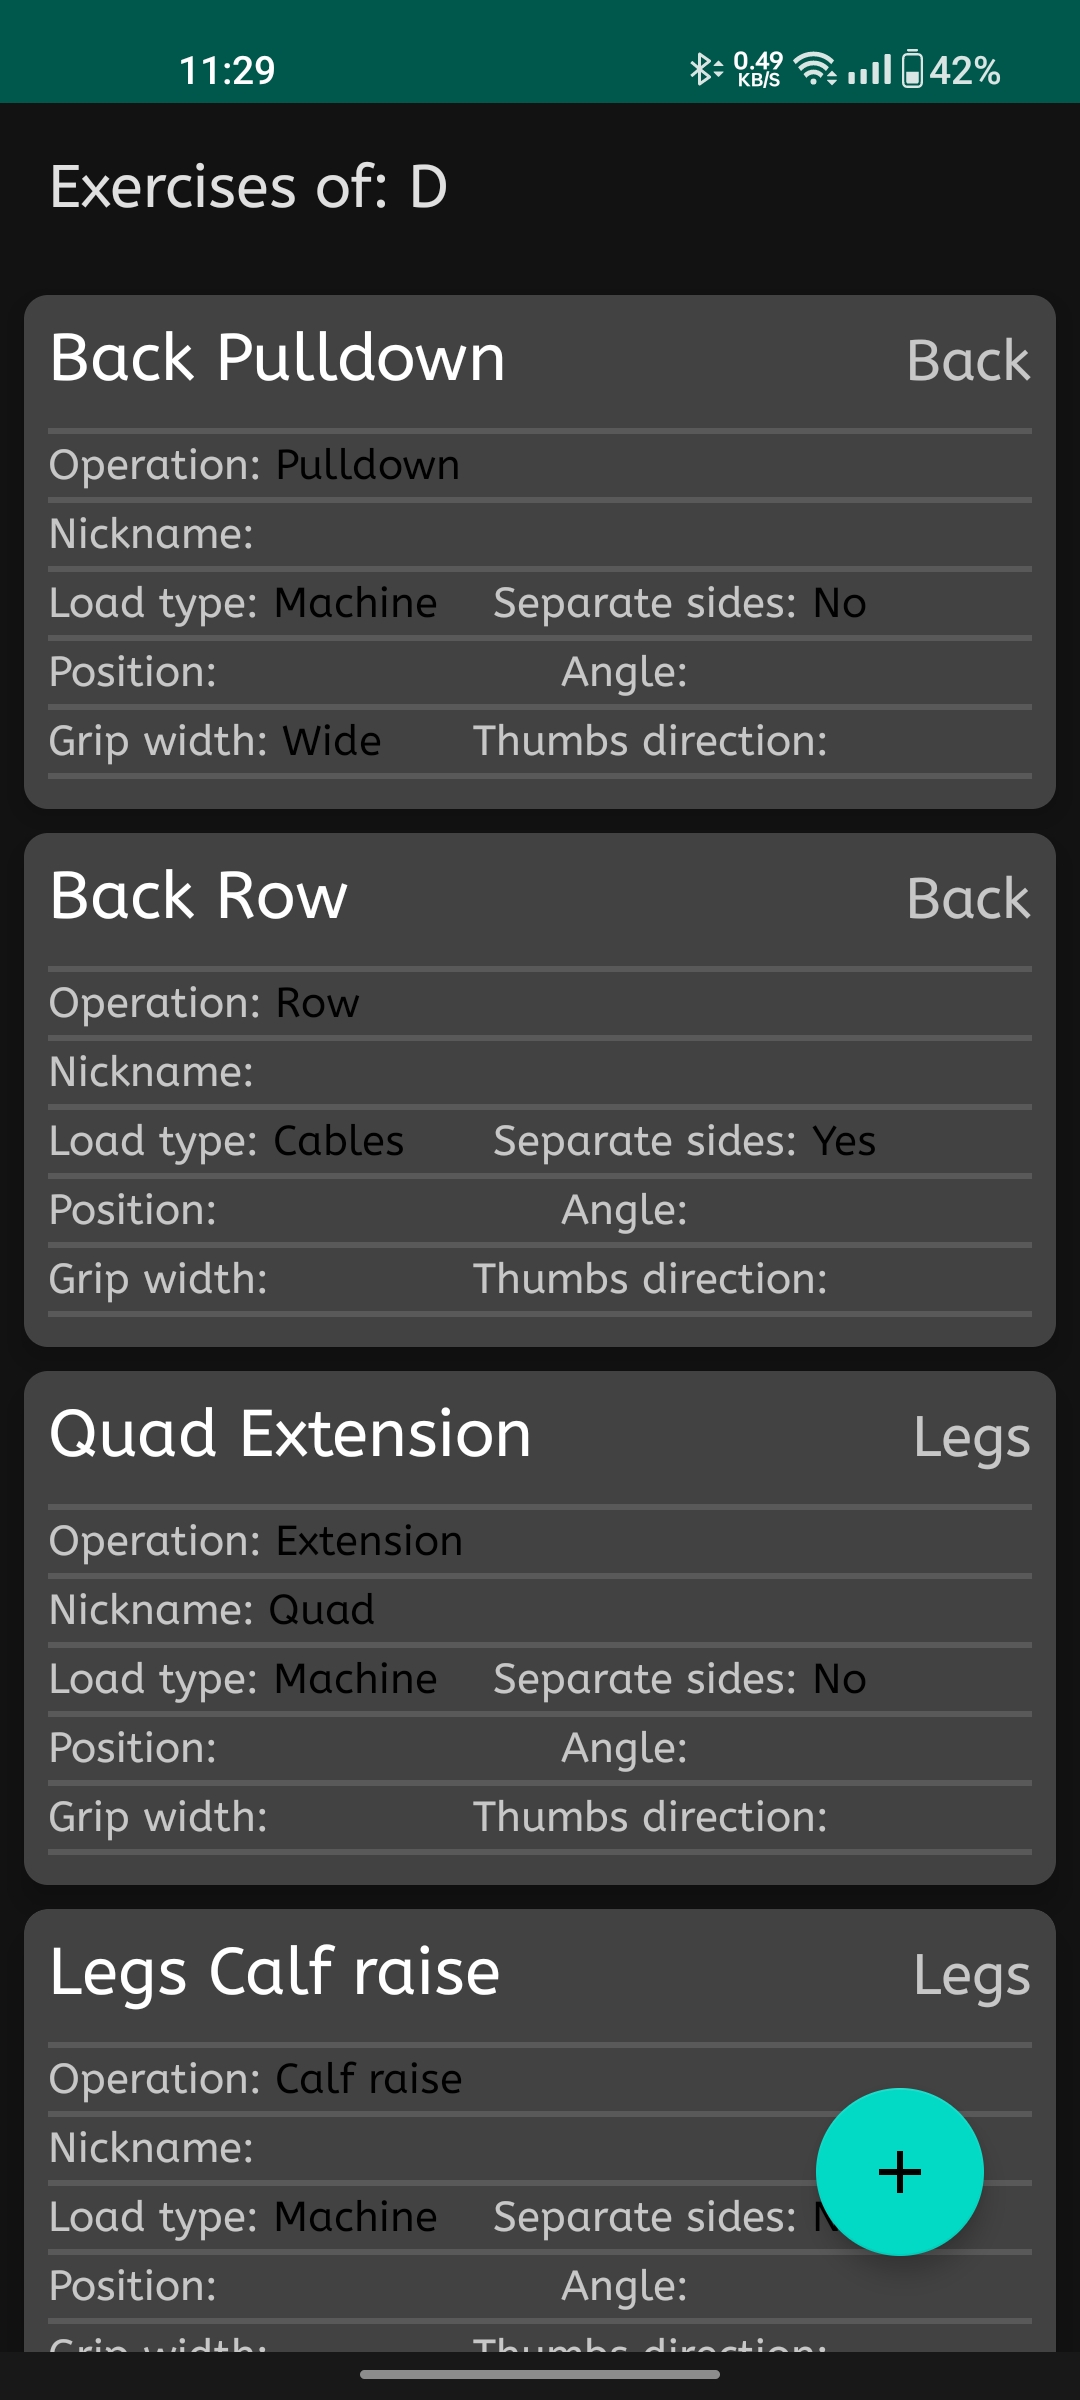 11:29 0.49 KB/S 42%
Exercises of: D
Back Pulldown Back
Operation: Pulldown
Nickname:
Load type: Machine Separate sides: No
Position: Angle:
Grip width: Wide Thumbs direction:
Back Row Back
Operation: Row
Nickname:
Load type: Cables Separate sides: Yes
Position: Angle:
Grip width: Thumbs direction:
Quad Extension Legs
Operation: Extension
Nickname: Quad
Load type: Machine Separate sides: No
Position: Angle:
Grip width: Thumbs direction:
Legs Calf raise Legs
Operation: Calf raise
Nickname:
Load type: Machine Separate sides:
Position: Angle:
Grip width: Thumbs direction: